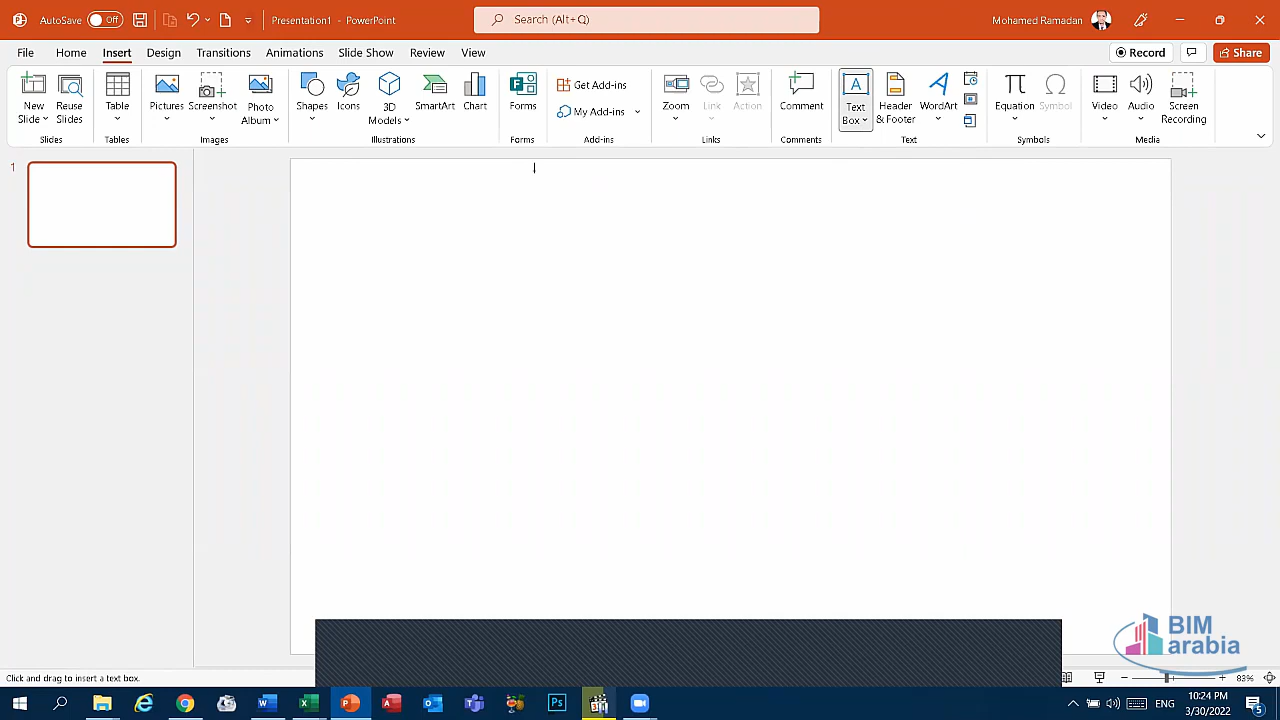 AutoSave Off Presentation1 - PowerPoint Search (Alt+Q) Mohamed Ramadan
File Home Insert Design Transitions Animations Slide Show Review View Record Share
New Slide
Reuse Slides
Table
Pictures
Screenshot
Photo Album
Shapes
Icons
3D Models
SmartArt
Chart
Forms
Get Add-ins
My Add-ins
Zoom
Link
Action
Comment
Text Box
Header & Footer
WordArt
Equation
Symbol
Video
Audio
Screen Recording
Slides Tables Images Illustrations Forms Add-ins Links Comments Text Symbols Media
1
BIM
arabia
Click and drag to insert a text box.
83%
ENG
10:24 PM
3/30/2022
5